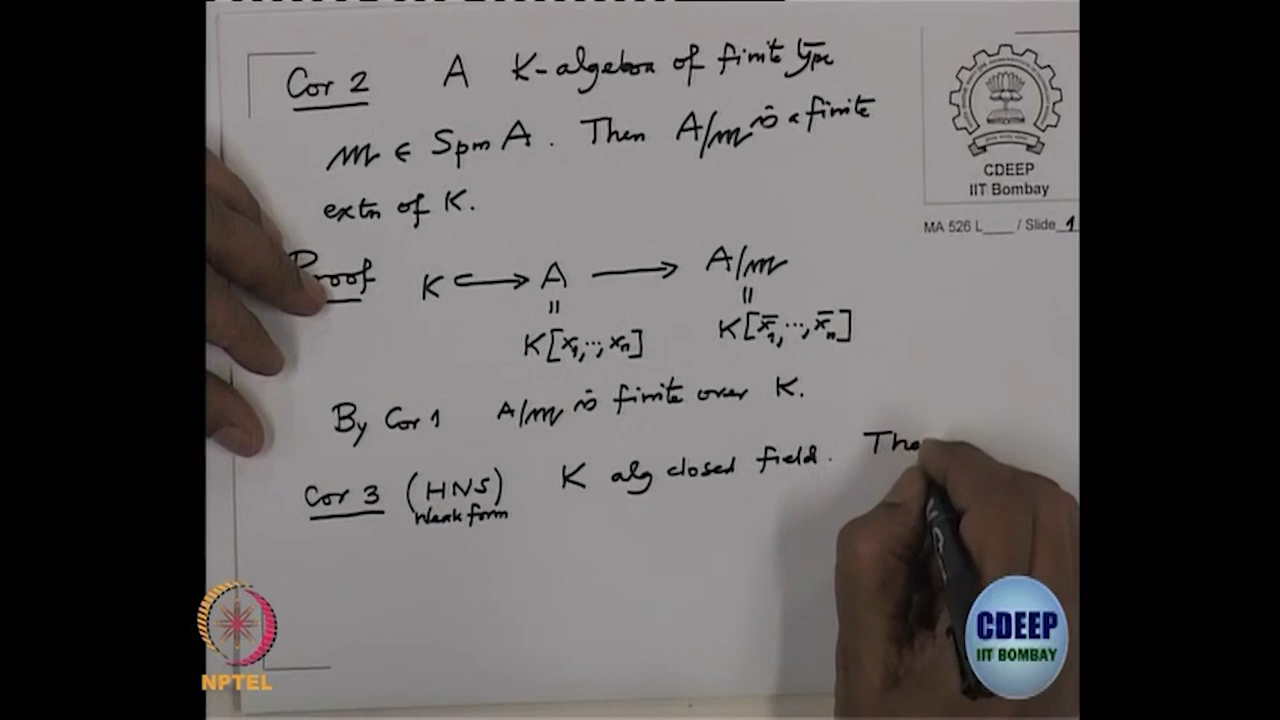 Cor 2 A K-algebra of finite type
m ∈ Spm A. Then A/m is a finite
extn of K.
Proof K ↪ A → A/m
‖ ‖
K[x₁,··,xₙ] K[x̄₁,··,x̄ₙ]
By Cor 1 A/m is finite over K.
Cor 3 (HNS) K alg closed field. The
Weak form
CDEEP
IIT Bombay
MA 526 L____ / Slide 1
NPTEL
CDEEP
IIT BOMBAY